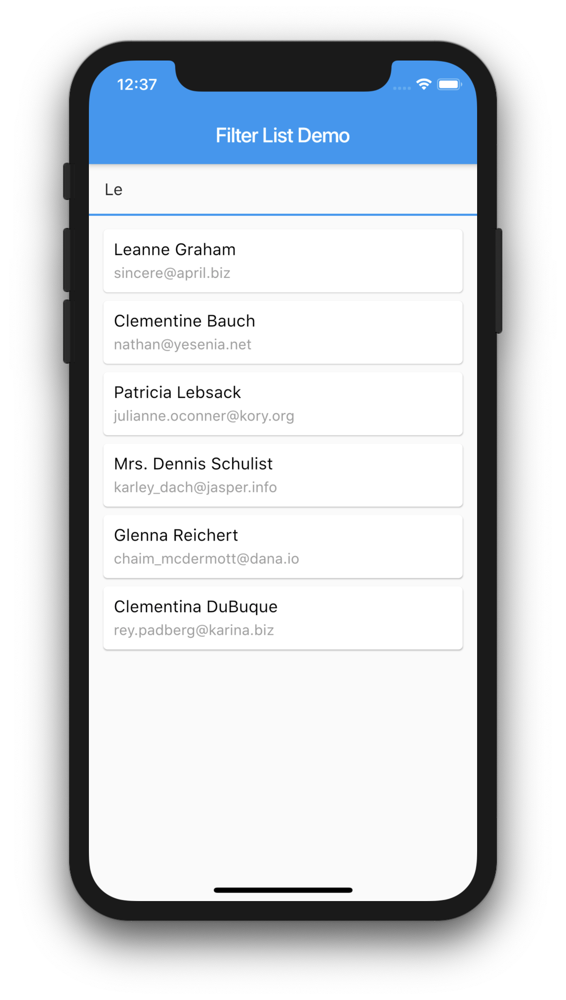 12:37
Filter List Demo
Le
Leanne Graham
sincere@april.biz
Clementine Bauch
nathan@yesenia.net
Patricia Lebsack
julianne.oconner@kory.org
Mrs. Dennis Schulist
karley_dach@jasper.info
Glenna Reichert
chaim_mcdermott@dana.io
Clementina DuBuque
rey.padberg@karina.biz